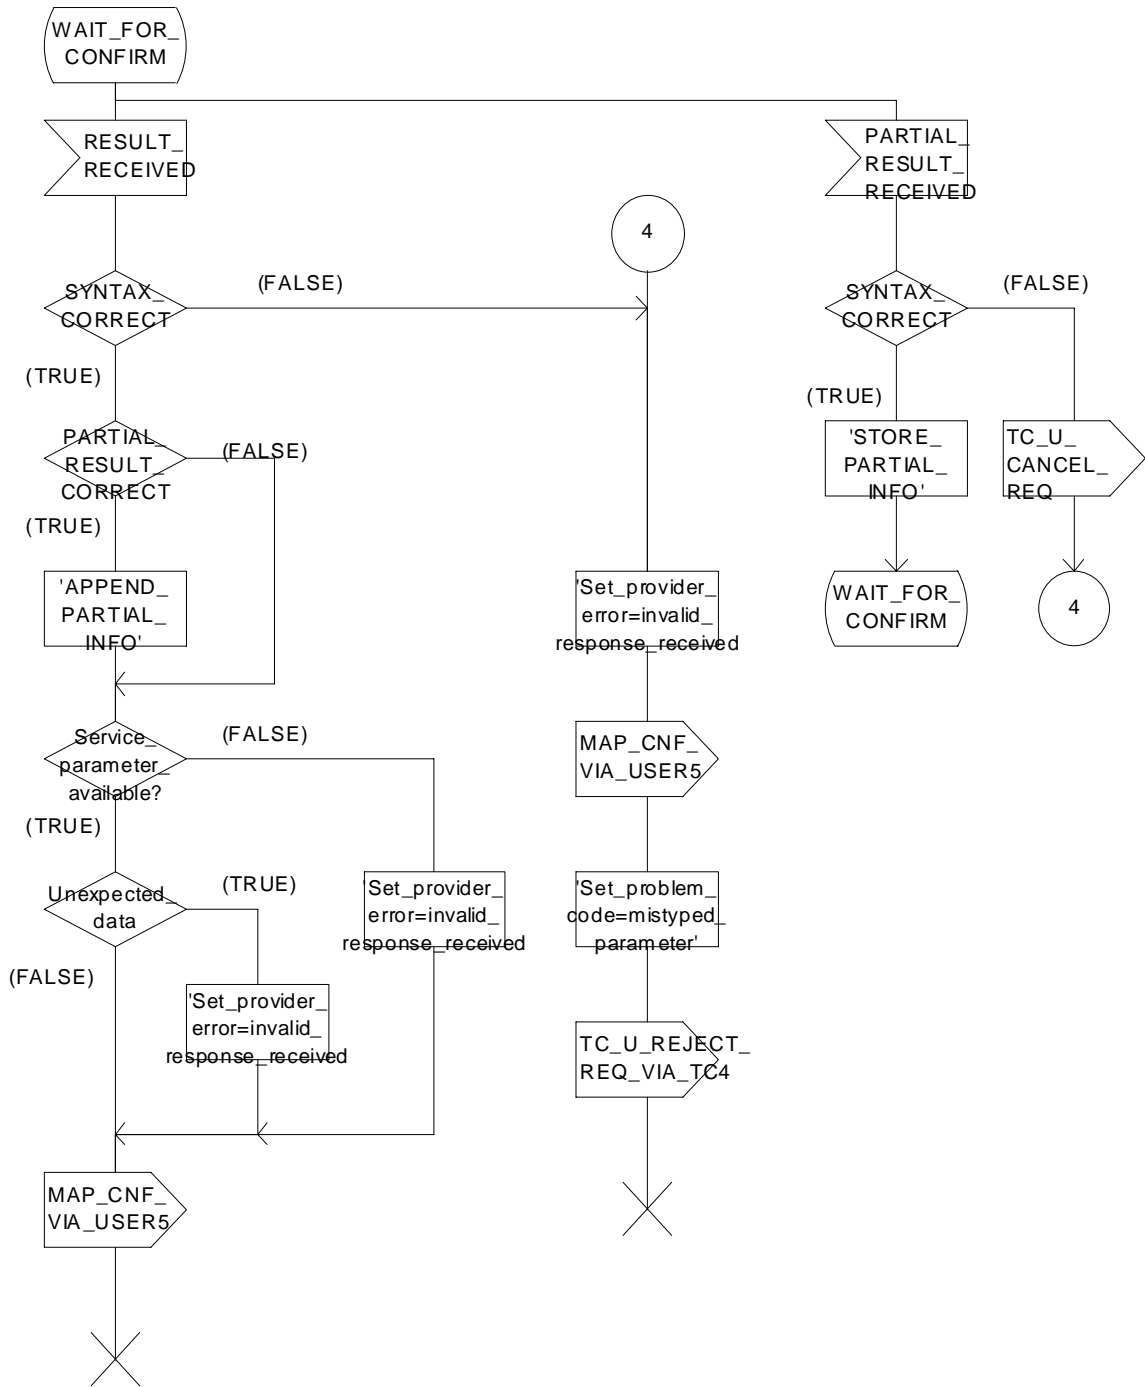 WAIT_FOR_
CONFIRM
RESULT_
RECEIVED
PARTIAL_
RESULT_
RECEIVED
4
SYNTAX_
CORRECT
(FALSE)
SYNTAX_
CORRECT
(FALSE)
(TRUE)
(TRUE)
PARTIAL_
RESULT_
CORRECT
(FALSE)
'STORE_
PARTIAL_
INFO'
TC_U_
CANCEL_
REQ
(TRUE)
'APPEND_
PARTIAL_
INFO'
'Set_provider_
error=invalid_
response_received
WAIT_FOR_
CONFIRM
4
Service_
parameter_
available?
(FALSE)
MAP_CNF_
VIA_USER5
(TRUE)
Unexpected_
data
(TRUE)
'Set_provider_
error=invalid_
response_received
'Set_problem_
code=mistyped_
parameter'
(FALSE)
'Set_provider_
error=invalid_
response_received
TC_U_REJECT_
REQ_VIA_TC4
MAP_CNF_
VIA_USER5